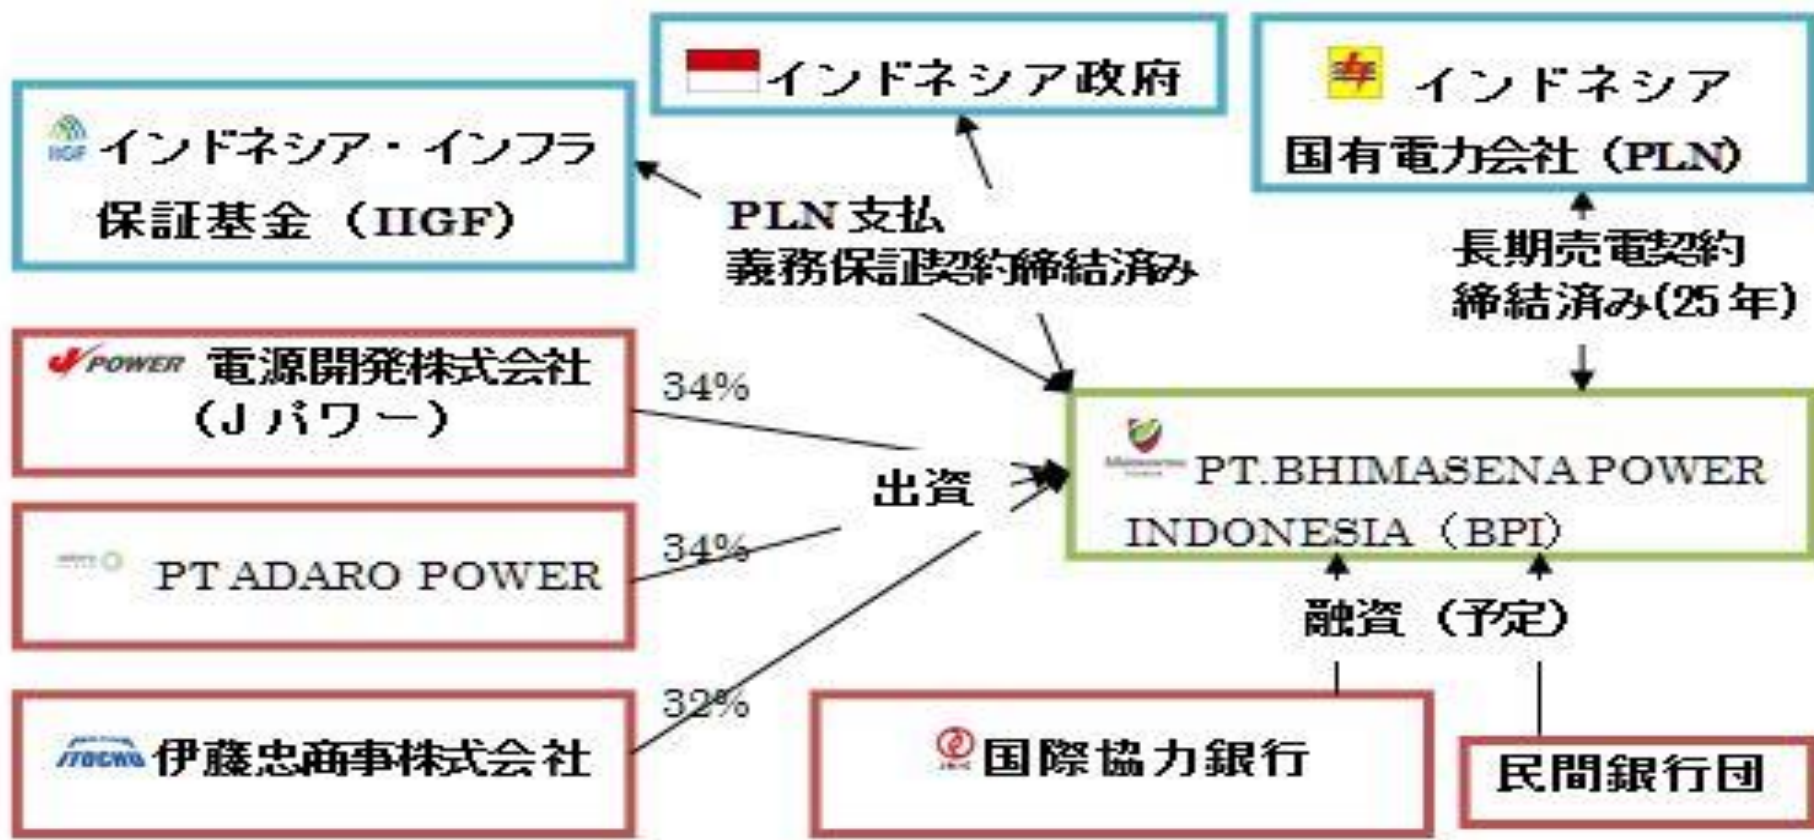 インドネシア政府
インドネシア
国有電力会社（PLN）
IIGF インドネシア・インフラ
保証基金（IIGF）
PLN 支払
義務保証契約締結済み
長期売電契約
締結済み(25年)
J POWER 電源開発株式会社
(J パワー)
34%
出資
PT.BHIMASENA POWER
INDONESIA（BPI）
PT ADARO POWER
34%
融資（予定）
ITOCHU 伊藤忠商事株式会社
32%
国際協力銀行
民間銀行団